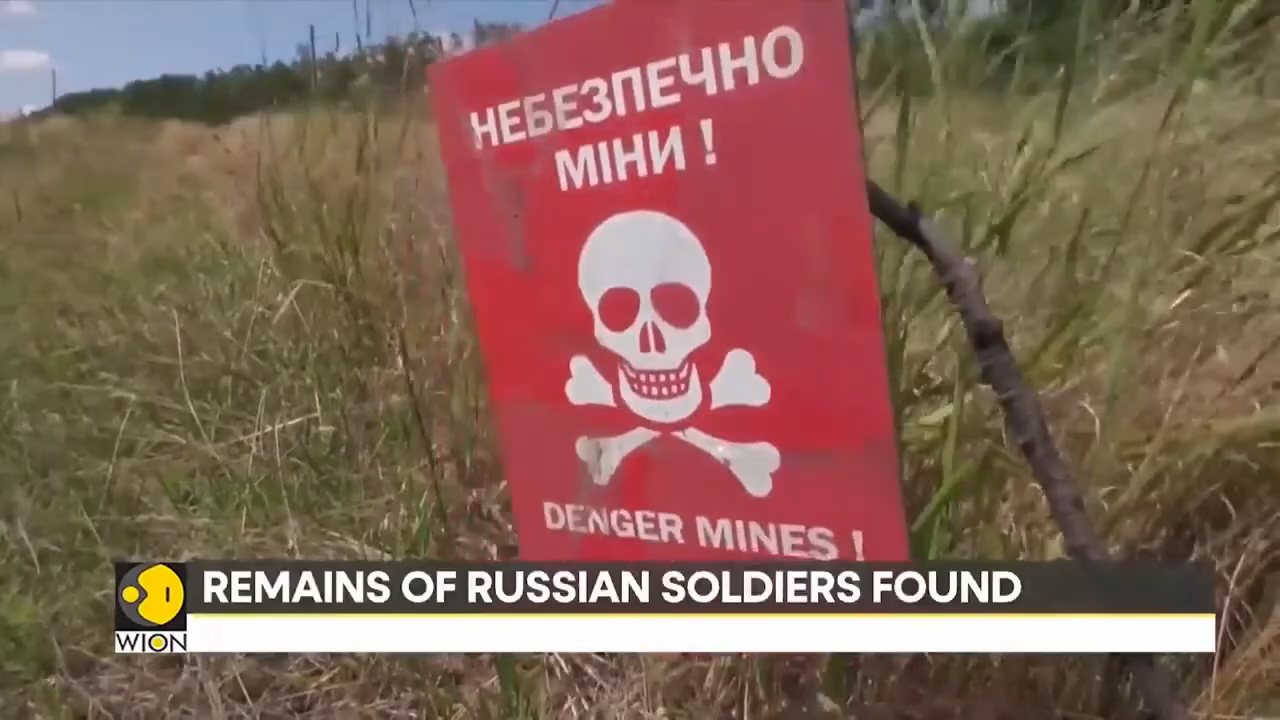 НЕБЕЗПЕЧНО
МІНИ !
DENGER MINES !
REMAINS OF RUSSIAN SOLDIERS FOUND
WION